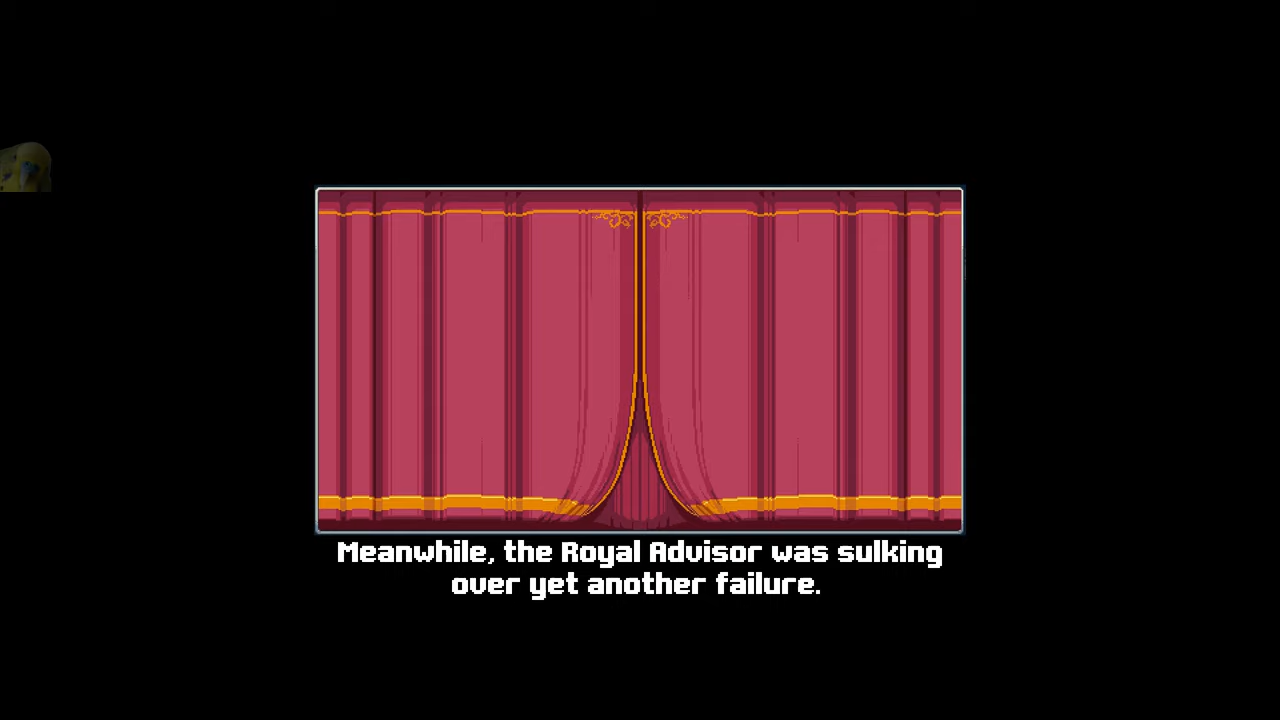 Meanwhile, the Royal Advisor was sulking
over yet another failure.